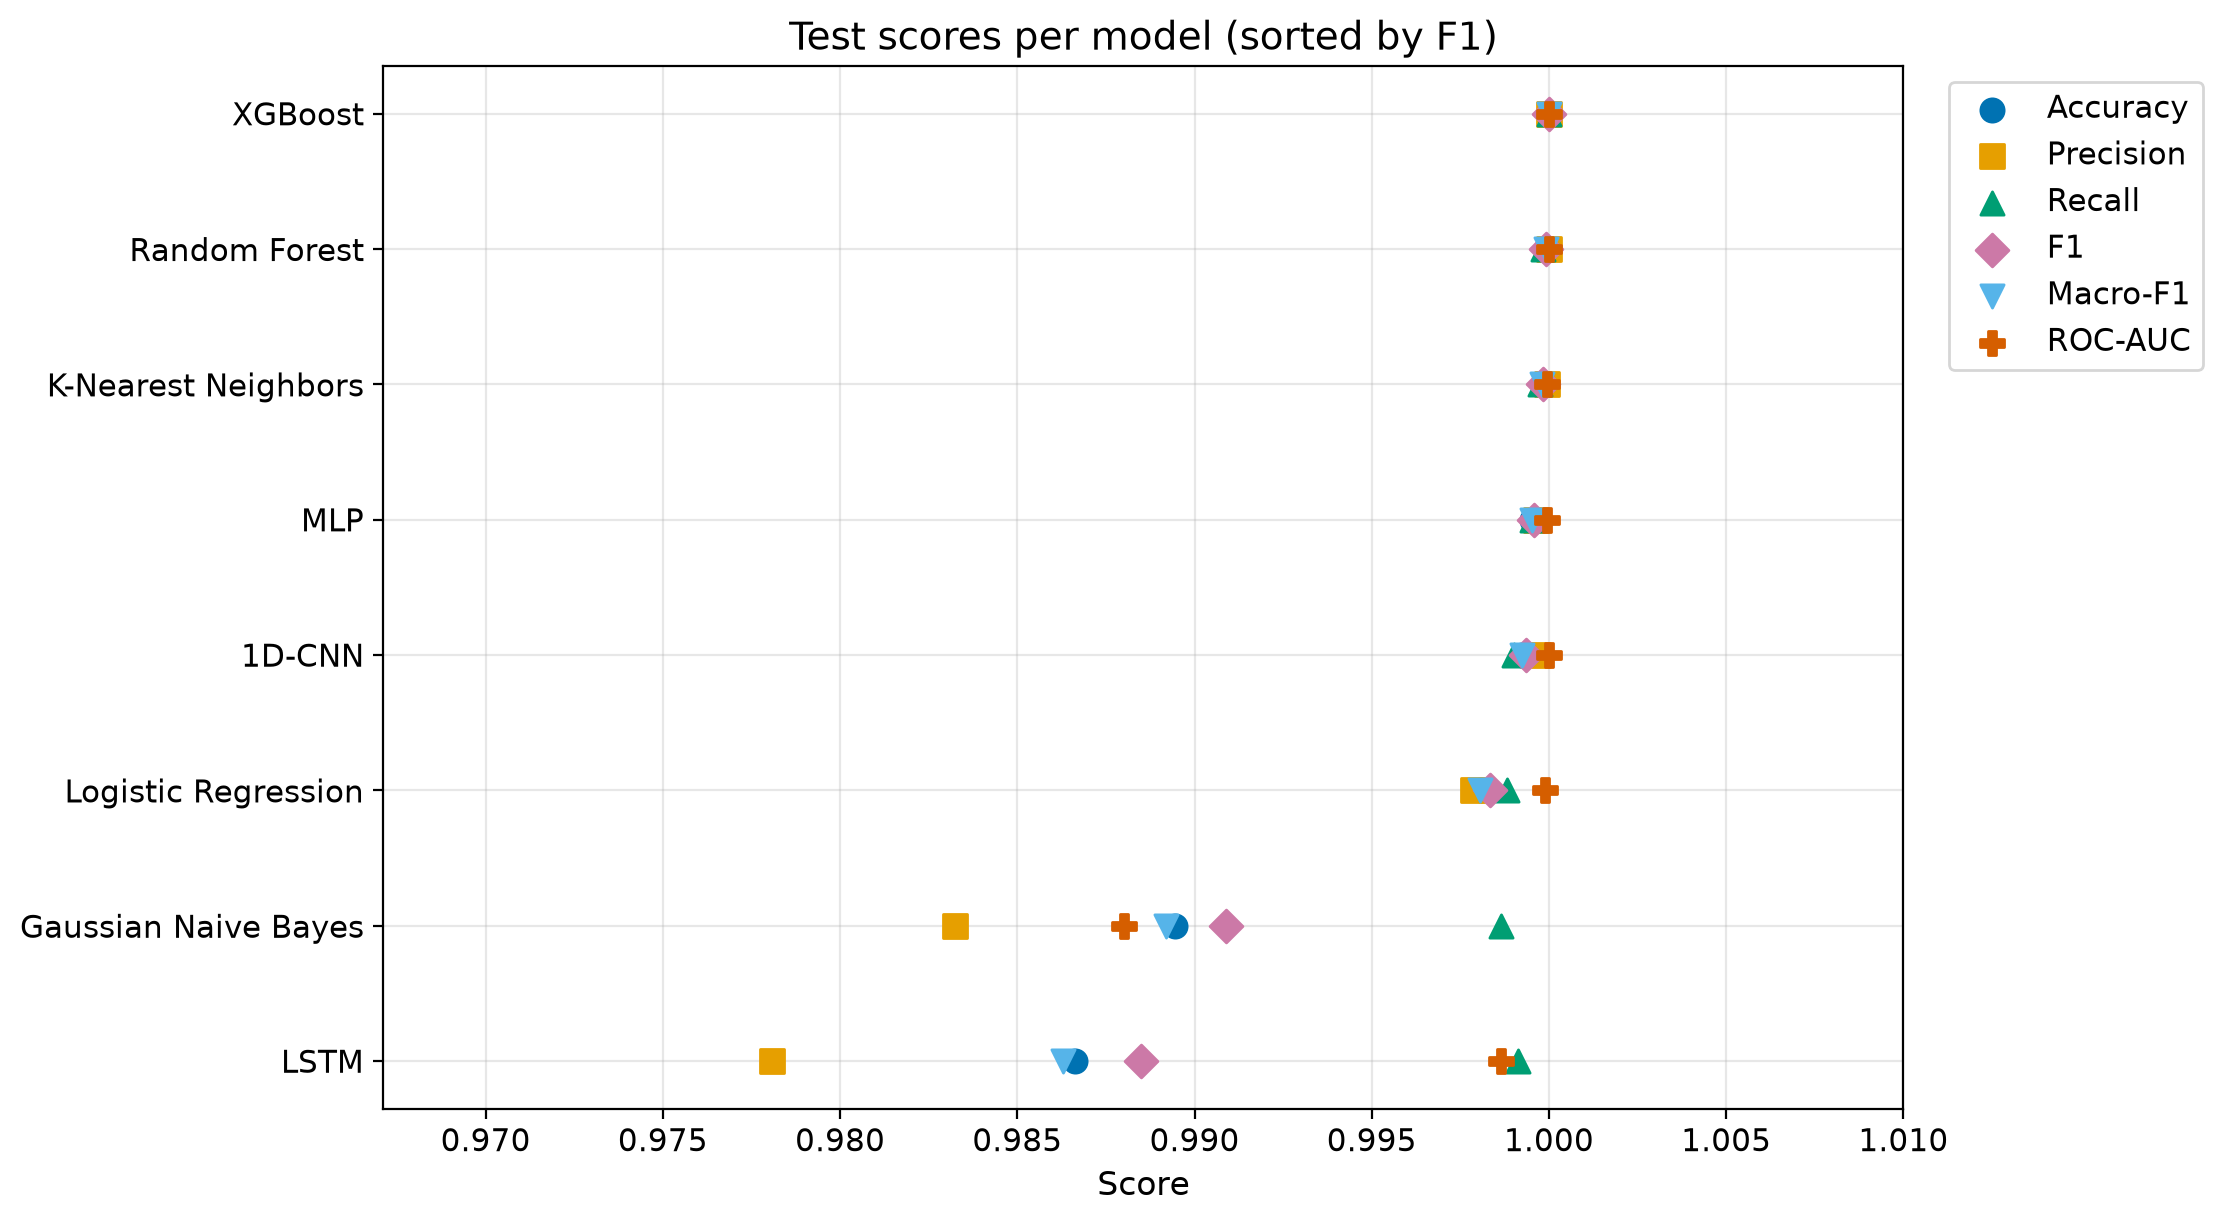 Test scores per model (sorted by F1)
XGBoost
Random Forest
K-Nearest Neighbors
MLP
1D-CNN
Logistic Regression
Gaussian Naive Bayes
LSTM
0.970 0.975 0.980 0.985 0.990 0.995 1.000 1.005 1.010
Score
Accuracy
Precision
Recall
F1
Macro-F1
ROC-AUC